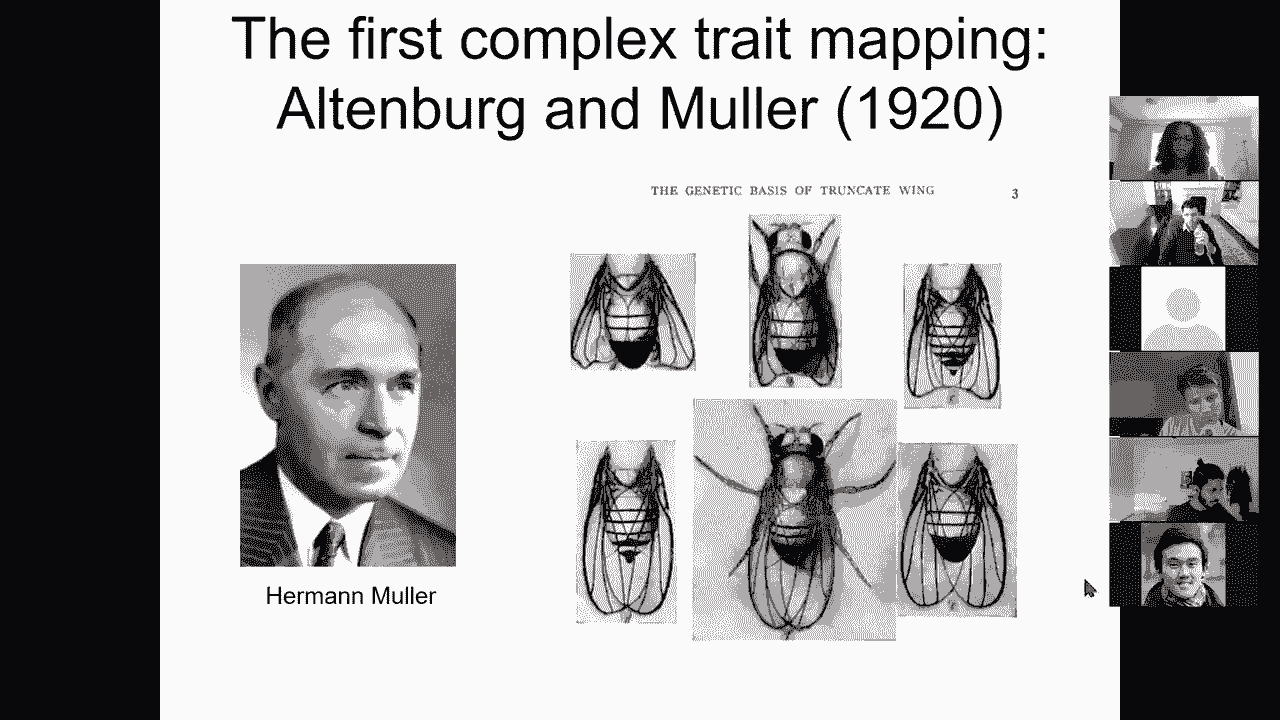 The first complex trait mapping:
Altenburg and Muller (1920)
THE GENETIC BASIS OF TRUNCATE WING 3
Hermann Muller